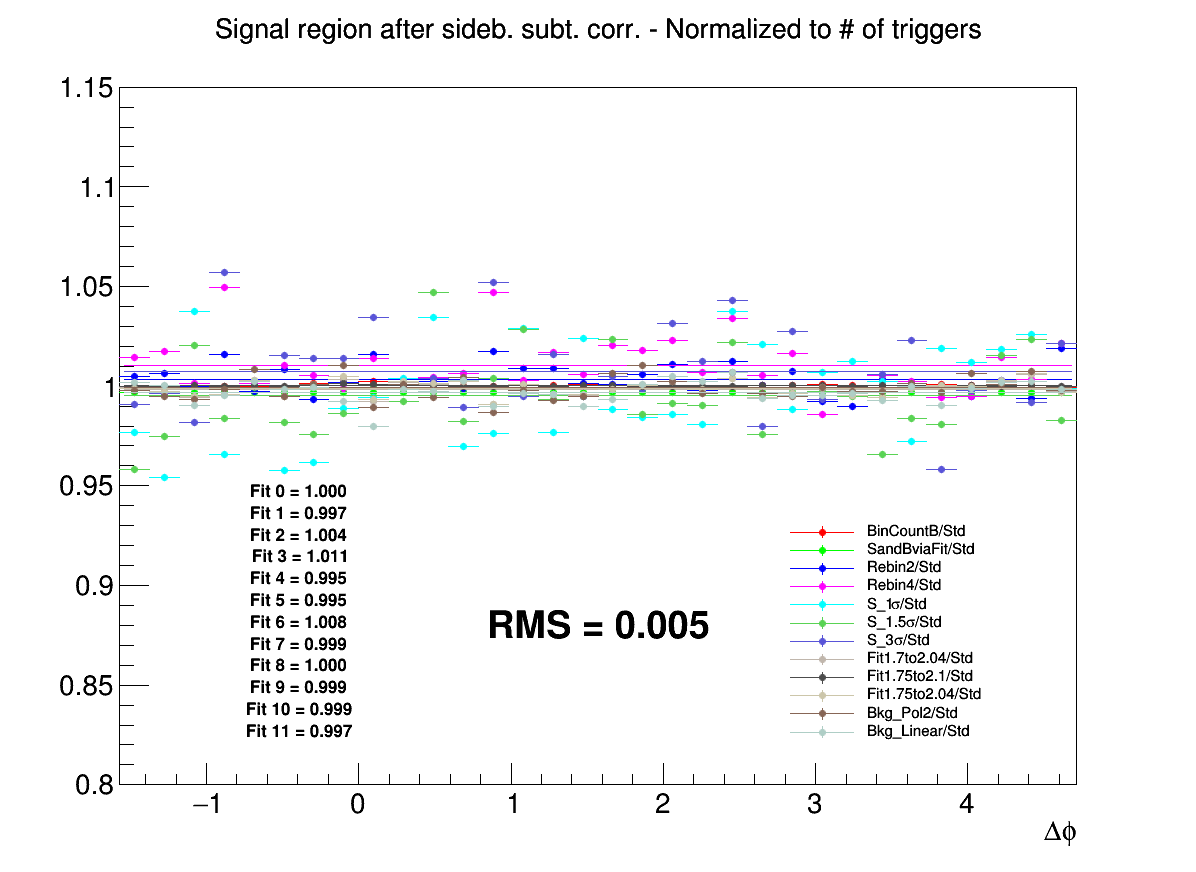 Signal region after sideb. subt. corr. - Normalized to # of triggers
1.15
1.1
1.05
1
0.95
0.9
0.85
0.8
Fit 0 = 1.000
Fit 1 = 0.997
Fit 2 = 1.004
Fit 3 = 1.011
Fit 4 = 0.995
Fit 5 = 0.995
Fit 6 = 1.008
Fit 7 = 0.999
Fit 8 = 1.000
Fit 9 = 0.999
Fit 10 = 0.999
Fit 11 = 0.997
RMS = 0.005
BinCountB/Std
SandBviaFit/Std
Rebin2/Std
Rebin4/Std
S_1σ/Std
S_1.5σ/Std
S_3σ/Std
Fit1.7to2.04/Std
Fit1.75to2.1/Std
Fit1.75to2.04/Std
Bkg_Pol2/Std
Bkg_Linear/Std
−1 0 1 2 3 4
Δϕ